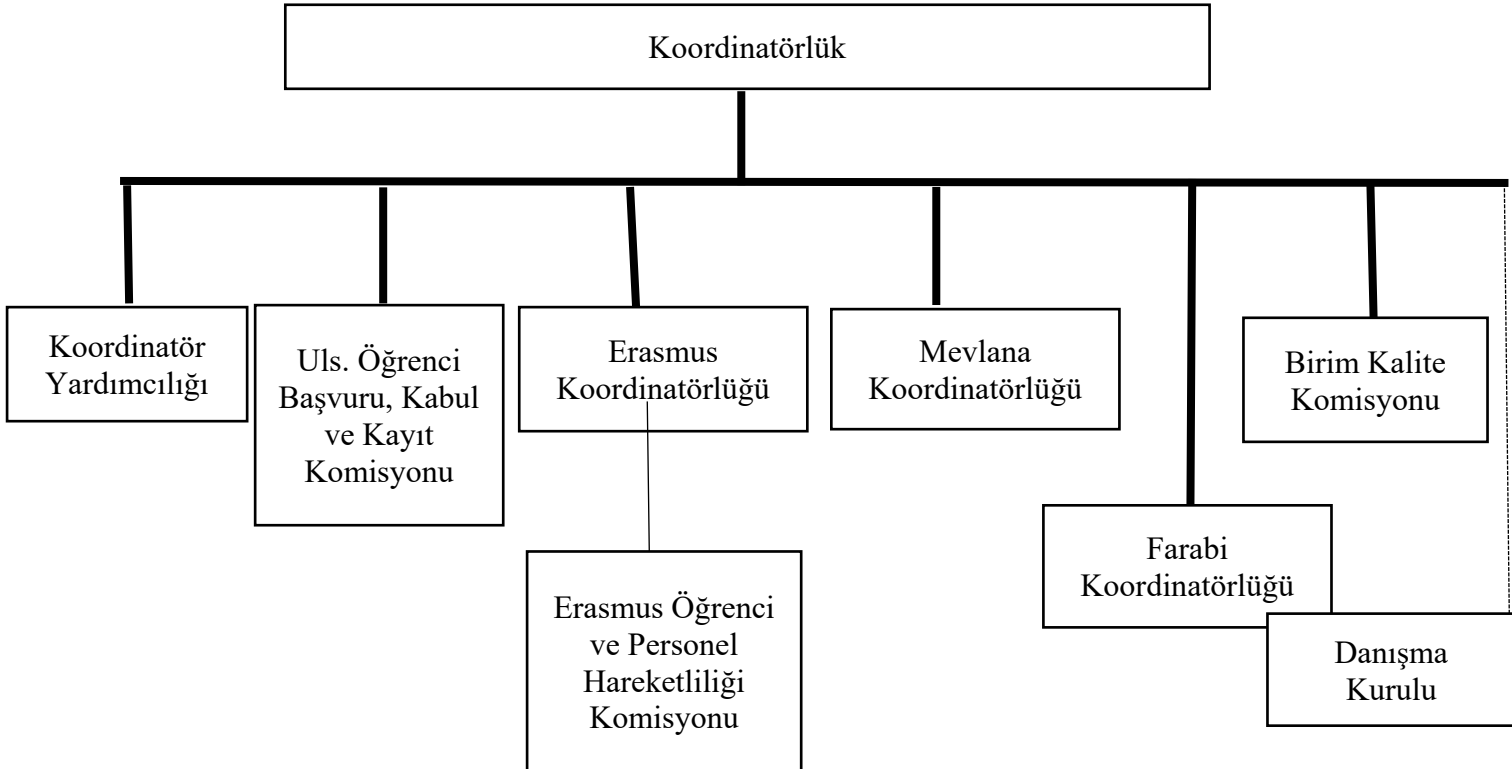 Koordinatörlük
Koordinatör
Yardımcılığı
Uls. Öğrenci
Başvuru, Kabul
ve Kayıt
Komisyonu
Erasmus
Koordinatörlüğü
Mevlana
Koordinatörlüğü
Birim Kalite
Komisyonu
Farabi
Koordinatörlüğü
Erasmus Öğrenci
ve Personel
Hareketliliği
Komisyonu
Danışma
Kurulu